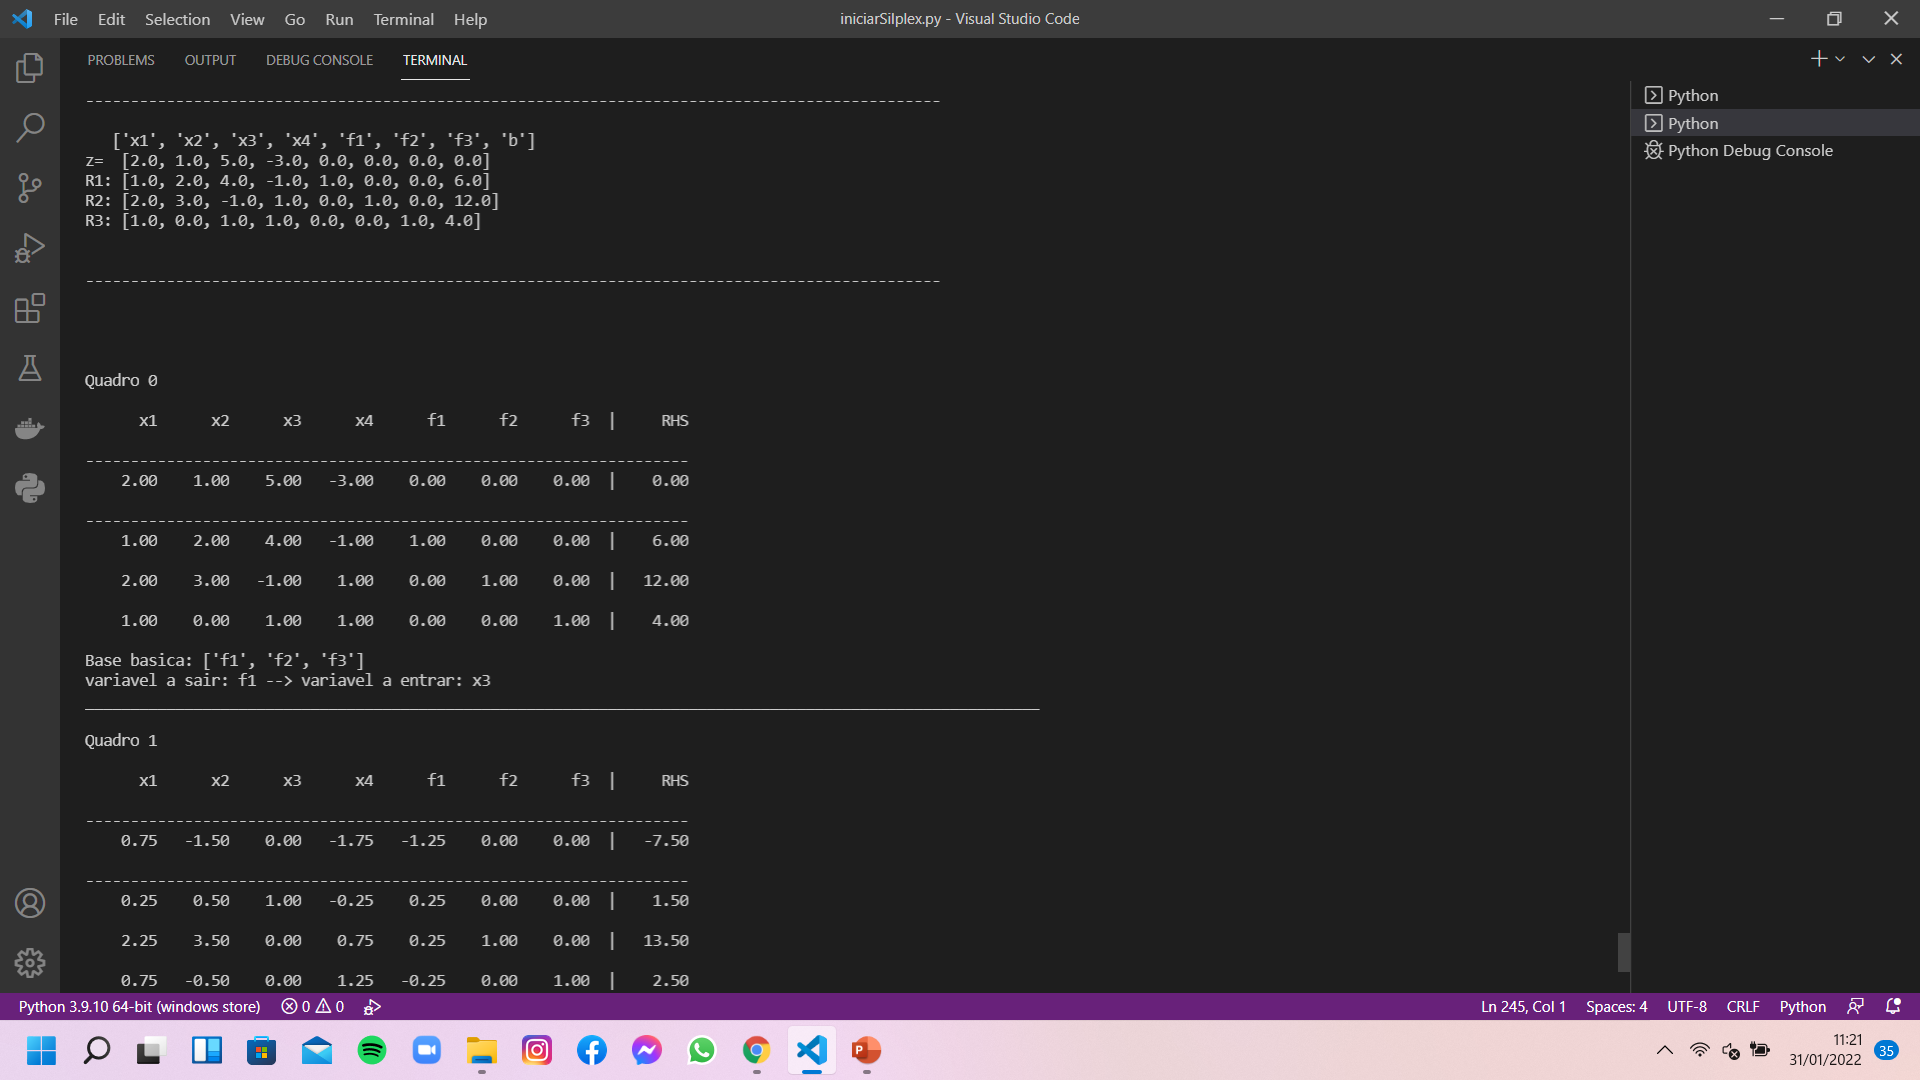 File Edit Selection View Go Run Terminal Help
iniciarSilplex.py - Visual Studio Code
PROBLEMS OUTPUT DEBUG CONSOLE TERMINAL
-----------------------------------------------------------------------------------------------
['x1', 'x2', 'x3', 'x4', 'f1', 'f2', 'f3', 'b']
z= [2.0, 1.0, 5.0, -3.0, 0.0, 0.0, 0.0, 0.0]
R1: [1.0, 2.0, 4.0, -1.0, 1.0, 0.0, 0.0, 6.0]
R2: [2.0, 3.0, -1.0, 1.0, 0.0, 1.0, 0.0, 12.0]
R3: [1.0, 0.0, 1.0, 1.0, 0.0, 0.0, 1.0, 4.0]
-----------------------------------------------------------------------------------------------
Quadro 0
x1 x2 x3 x4 f1 f2 f3 | RHS
-------------------------------------------------------------------
2.00 1.00 5.00 -3.00 0.00 0.00 0.00 | 0.00
-------------------------------------------------------------------
1.00 2.00 4.00 -1.00 1.00 0.00 0.00 | 6.00
2.00 3.00 -1.00 1.00 0.00 1.00 0.00 | 12.00
1.00 0.00 1.00 1.00 0.00 0.00 1.00 | 4.00
Base basica: ['f1', 'f2', 'f3']
variavel a sair: f1 --> variavel a entrar: x3
Quadro 1
x1 x2 x3 x4 f1 f2 f3 | RHS
-------------------------------------------------------------------
0.75 -1.50 0.00 -1.75 -1.25 0.00 0.00 | -7.50
-------------------------------------------------------------------
0.25 0.50 1.00 -0.25 0.25 0.00 0.00 | 1.50
2.25 3.50 0.00 0.75 0.25 1.00 0.00 | 13.50
0.75 -0.50 0.00 1.25 -0.25 0.00 1.00 | 2.50
Python
Python
Python Debug Console
Python 3.9.10 64-bit (windows store) 0 0
Ln 245, Col 1 Spaces: 4 UTF-8 CRLF Python
P
11:21
31/01/2022
35